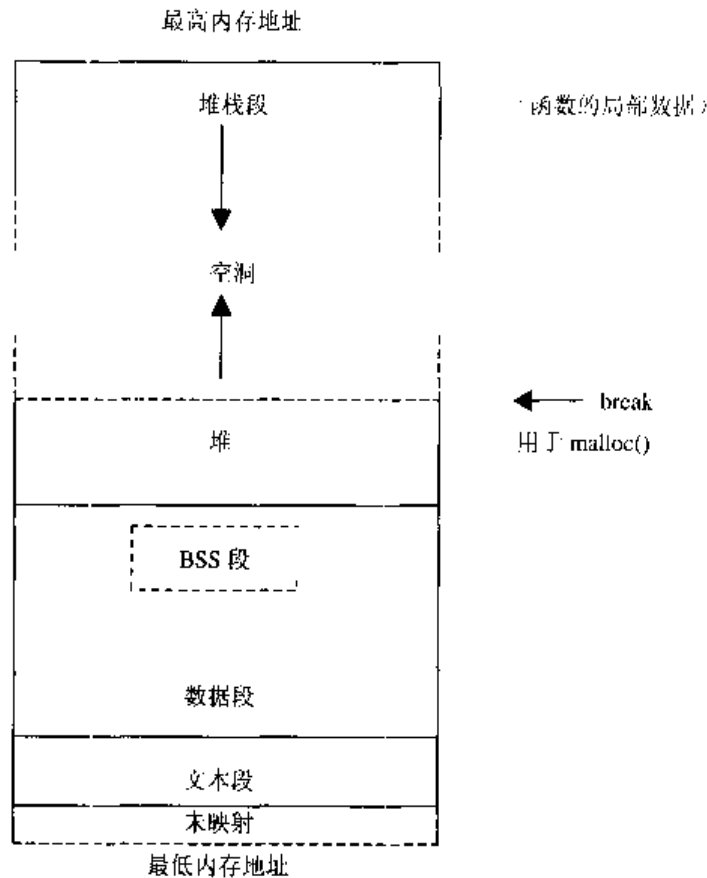 最高内存地址
堆栈段
(函数的局部数据)
空洞
break
堆
用于 malloc()
BSS 段
数据段
文本段
未映射
最低内存地址